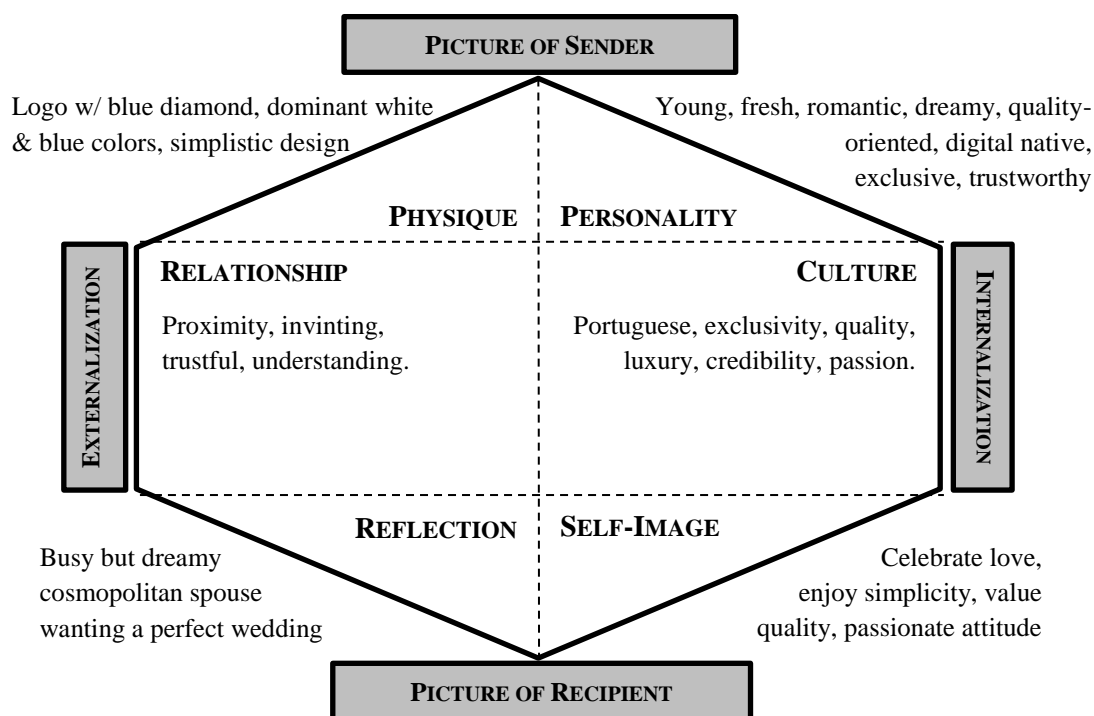 PICTURE OF SENDER
Logo w/ blue diamond, dominant white
& blue colors, simplistic design
Young, fresh, romantic, dreamy, quality-
oriented, digital native,
exclusive, trustworthy
PHYSIQUE
PERSONALITY
EXTERNALIZATION
RELATIONSHIP
Proximity, invinting,
trustful, understanding.
CULTURE
Portuguese, exclusivity, quality,
luxury, credibility, passion.
INTERNALIZATION
REFLECTION
SELF-IMAGE
Busy but dreamy
cosmopolitan spouse
wanting a perfect wedding
Celebrate love,
enjoy simplicity, value
quality, passionate attitude
PICTURE OF RECIPIENT